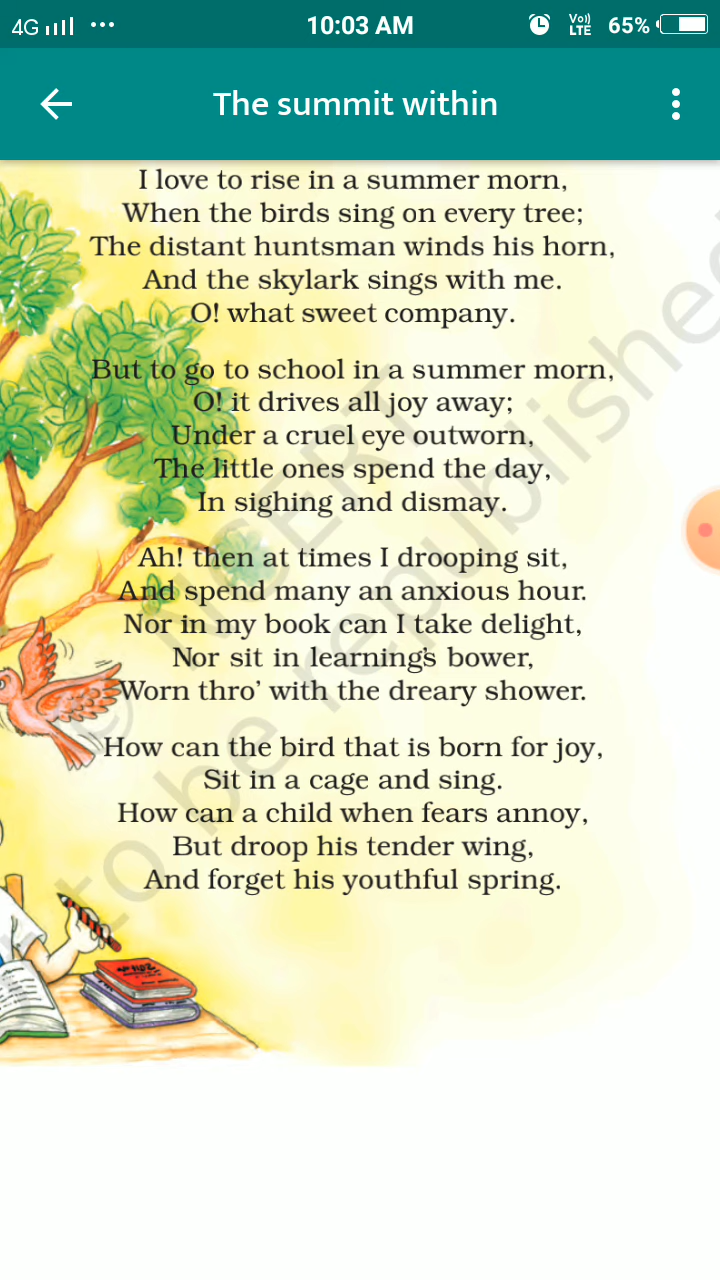 4G ... 10:03 AM Vo)) LTE 65%
The summit within
I love to rise in a summer morn,
When the birds sing on every tree;
The distant huntsman winds his horn,
And the skylark sings with me.
O! what sweet company.
But to go to school in a summer morn,
O! it drives all joy away;
Under a cruel eye outworn,
The little ones spend the day,
In sighing and dismay.
Ah! then at times I drooping sit,
And spend many an anxious hour.
Nor in my book can I take delight,
Nor sit in learning's bower,
Worn thro' with the dreary shower.
How can the bird that is born for joy,
Sit in a cage and sing.
How can a child when fears annoy,
But droop his tender wing,
And forget his youthful spring.
© NCERT
to be republished